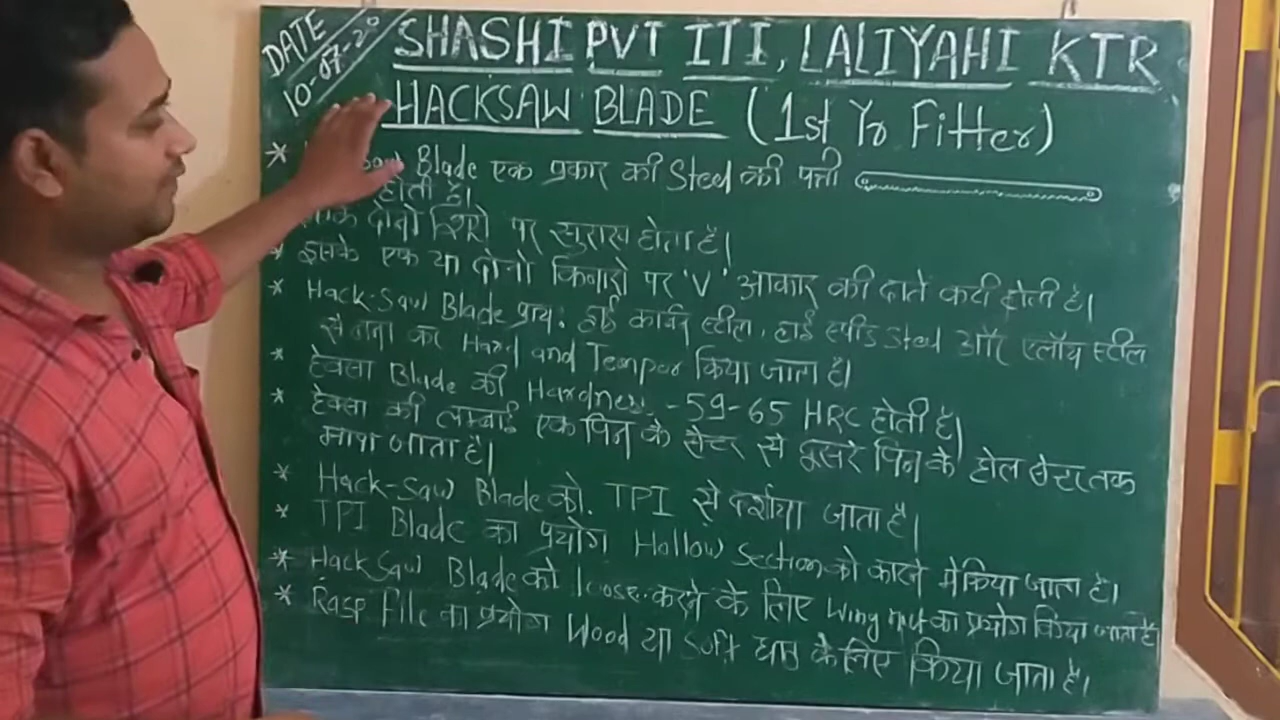 DATE
10-07-20
SHASHI PVT ITI, LALIYAHI KTR
HACKSAW BLADE (1st Yr Fitter)
* Blade एक प्रकार की Steel की पत्ती
होती है।
दोनो शिरो पर सुराख होता है।
* इसके एक या दोनो किनारो पर 'V' आकार की दाते कटी होती है।
* Hack-Saw Blade प्राय: हाई कार्बन स्टील, हाई स्पीड Steel और एलॉय स्टील
से बना कर Hard and Temper किया जाता है।
* हेक्सा Blade की Hardness -59-65 HRC होती है।
* हेक्सा की लम्बाई एक पिन के सेन्टर से दूसरे पिन के होल सेन्टर तक
मापा जाता है।
* Hack-Saw Blade को. TPI से दर्शाया जाता है।
* TPI Blade का प्रयोग Hollow Section को काटने मे किया जाता है।
* Hack Saw Blade को loose करने के लिए Wing nut का प्रयोग किया जाता है
* Rasp file का प्रयोग Wood या Soft धातु के लिए किया जाता है।